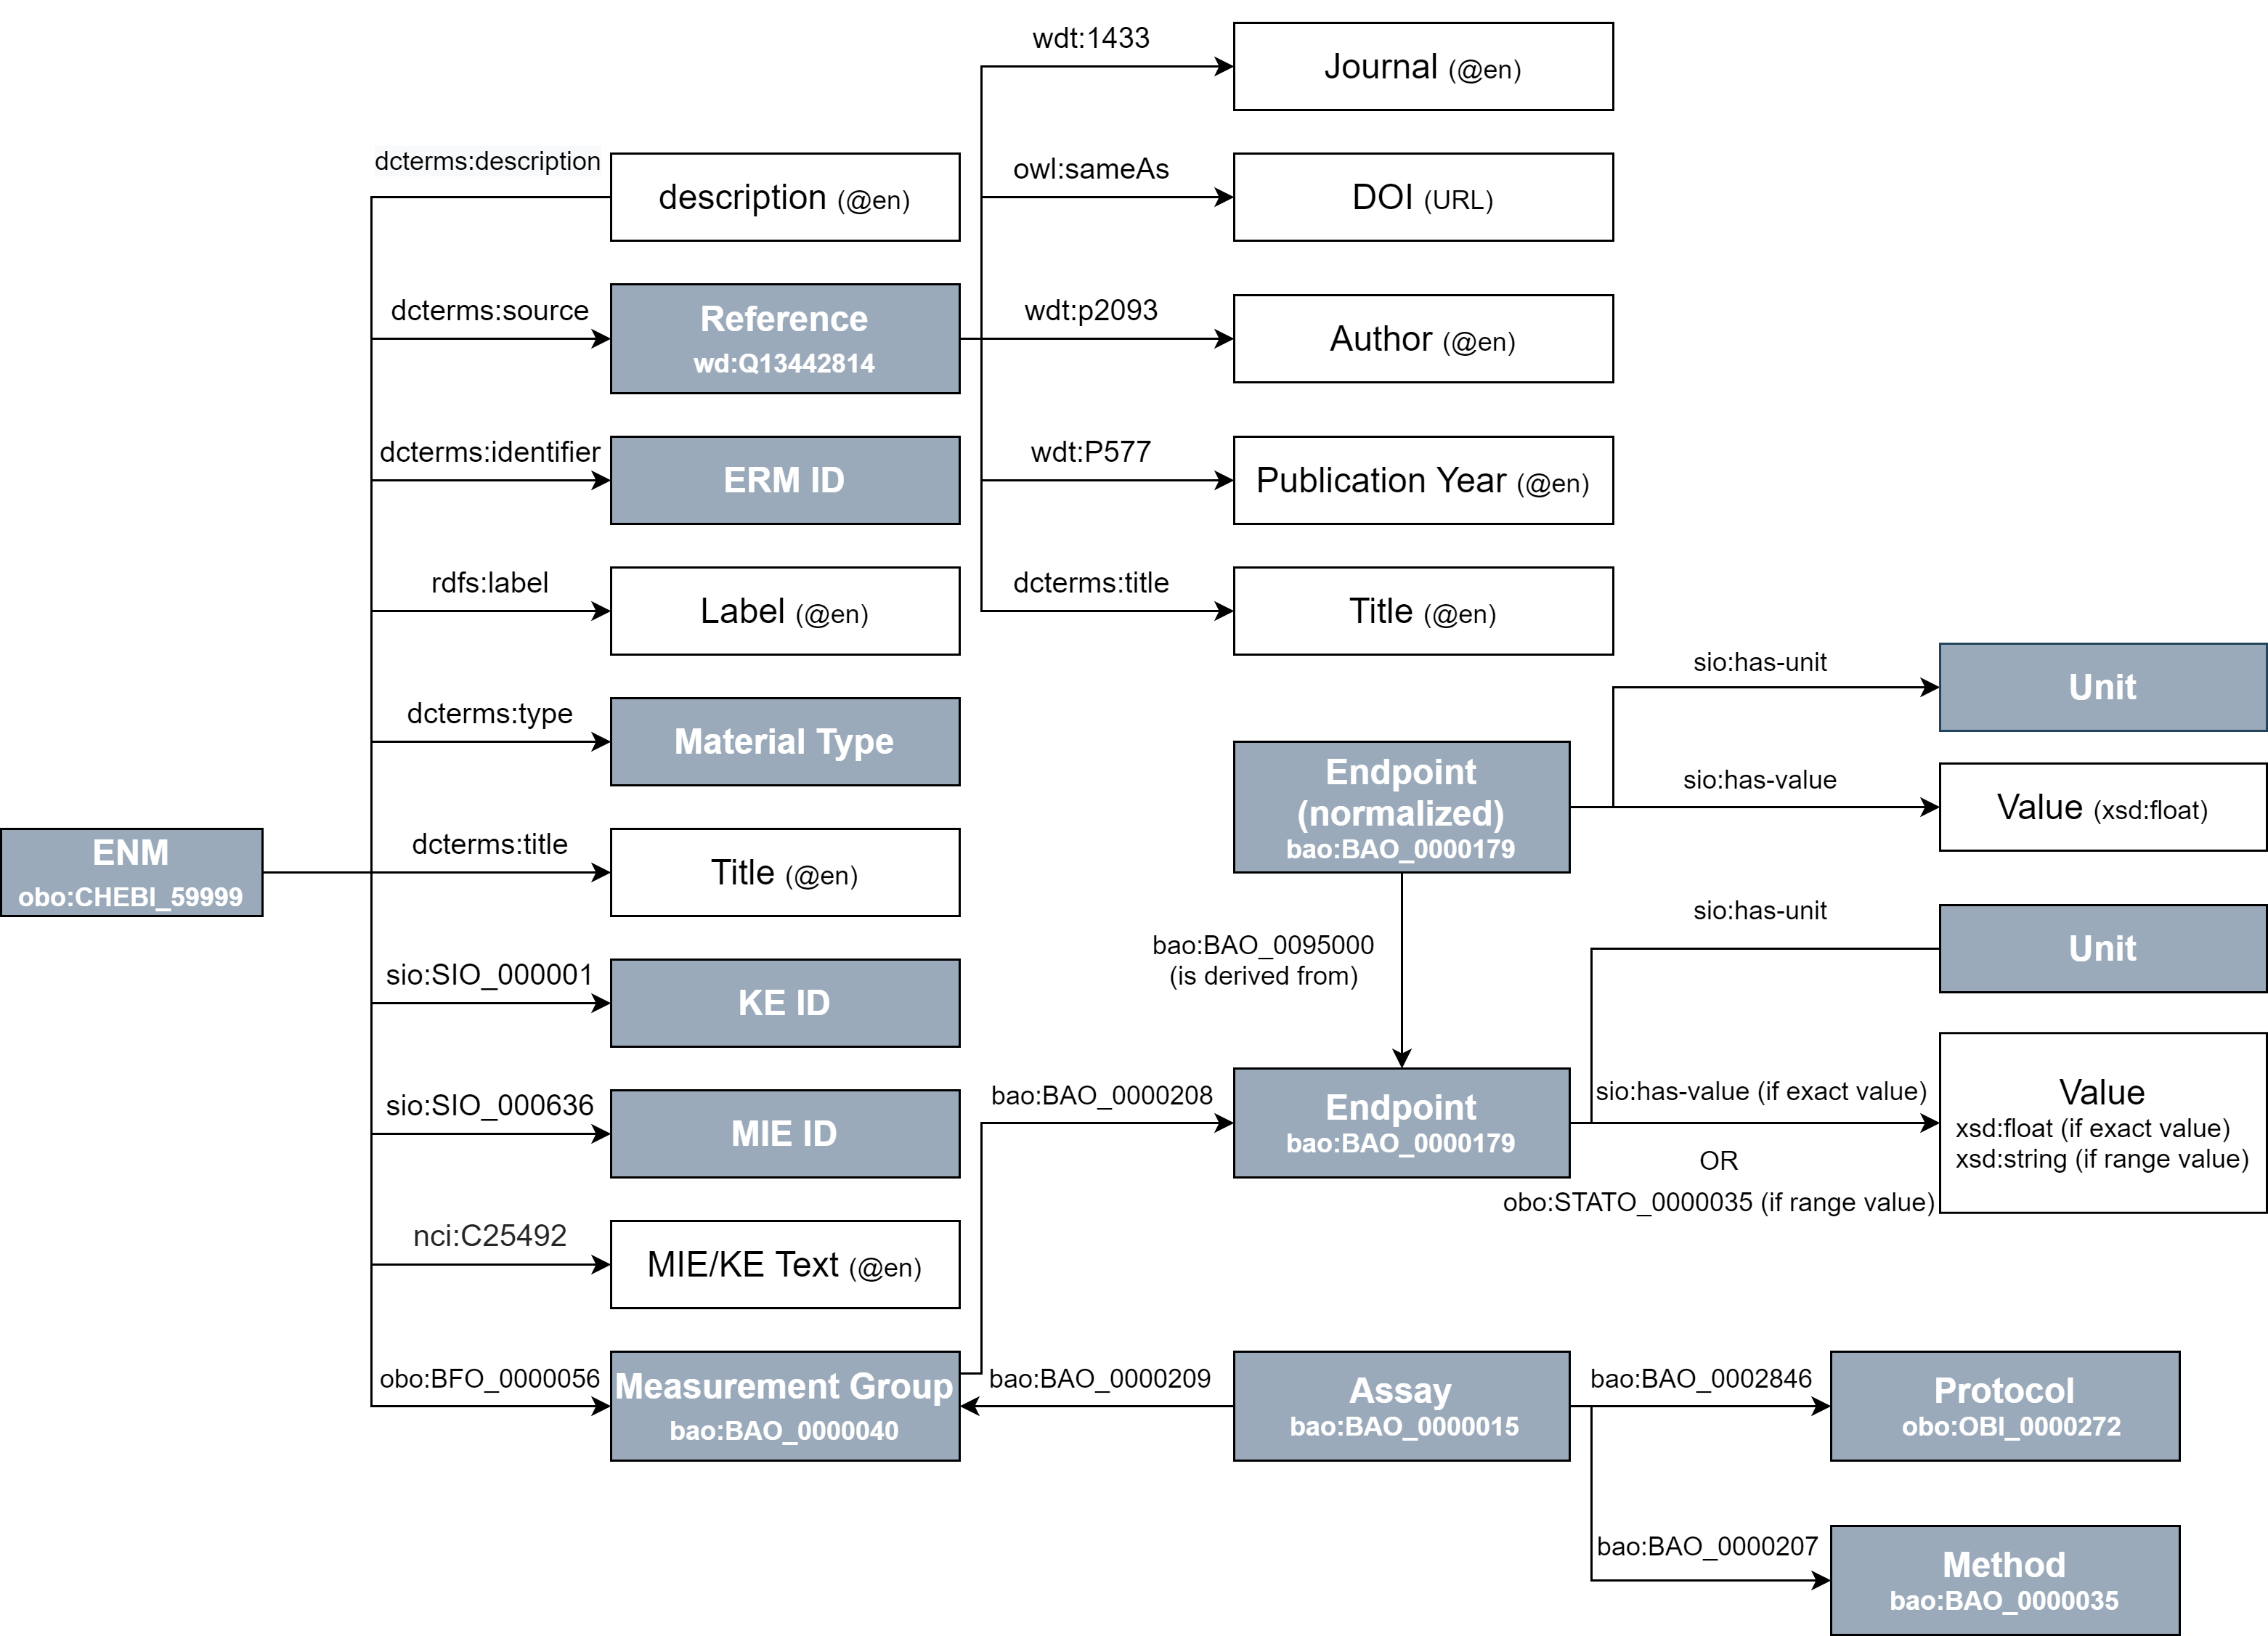 wdt:1433
Journal (@en)
dcterms:description
description (@en)
owl:sameAs
DOI (URL)
dcterms:source
Reference
wd:Q13442814
wdt:p2093
Author (@en)
dcterms:identifier
ERM ID
wdt:P577
Publication Year (@en)
rdfs:label
Label (@en)
dcterms:title
Title (@en)
sio:has-unit
Unit
dcterms:type
Material Type
Endpoint
(normalized)
bao:BAO_0000179
sio:has-value
Value (xsd:float)
ENM
obo:CHEBI_59999
dcterms:title
Title (@en)
bao:BAO_0095000
(is derived from)
sio:has-unit
Unit
sio:SIO_000001
KE ID
sio:SIO_000636
MIE ID
bao:BAO_0000208
Endpoint
bao:BAO_0000179
sio:has-value (if exact value)
OR
obo:STATO_0000035 (if range value)
Value
xsd:float (if exact value)
xsd:string (if range value)
nci:C25492
MIE/KE Text (@en)
obo:BFO_0000056
Measurement Group
bao:BAO_0000040
bao:BAO_0000209
Assay
bao:BAO_0000015
bao:BAO_0002846
Protocol
obo:OBI_0000272
bao:BAO_0000207
Method
bao:BAO_0000035